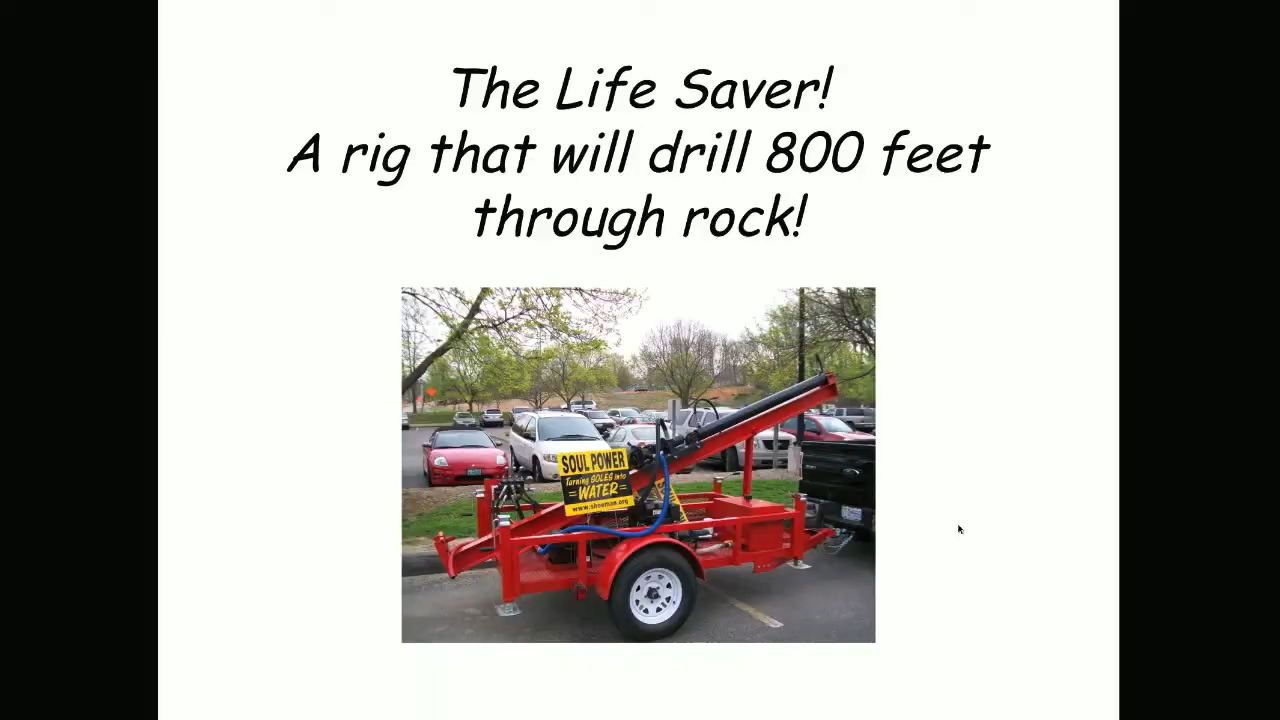 The Life Saver!
A rig that will drill 800 feet
through rock!
SOUL POWER
Turning SOLES into
=WATER=
www.shoeman.org